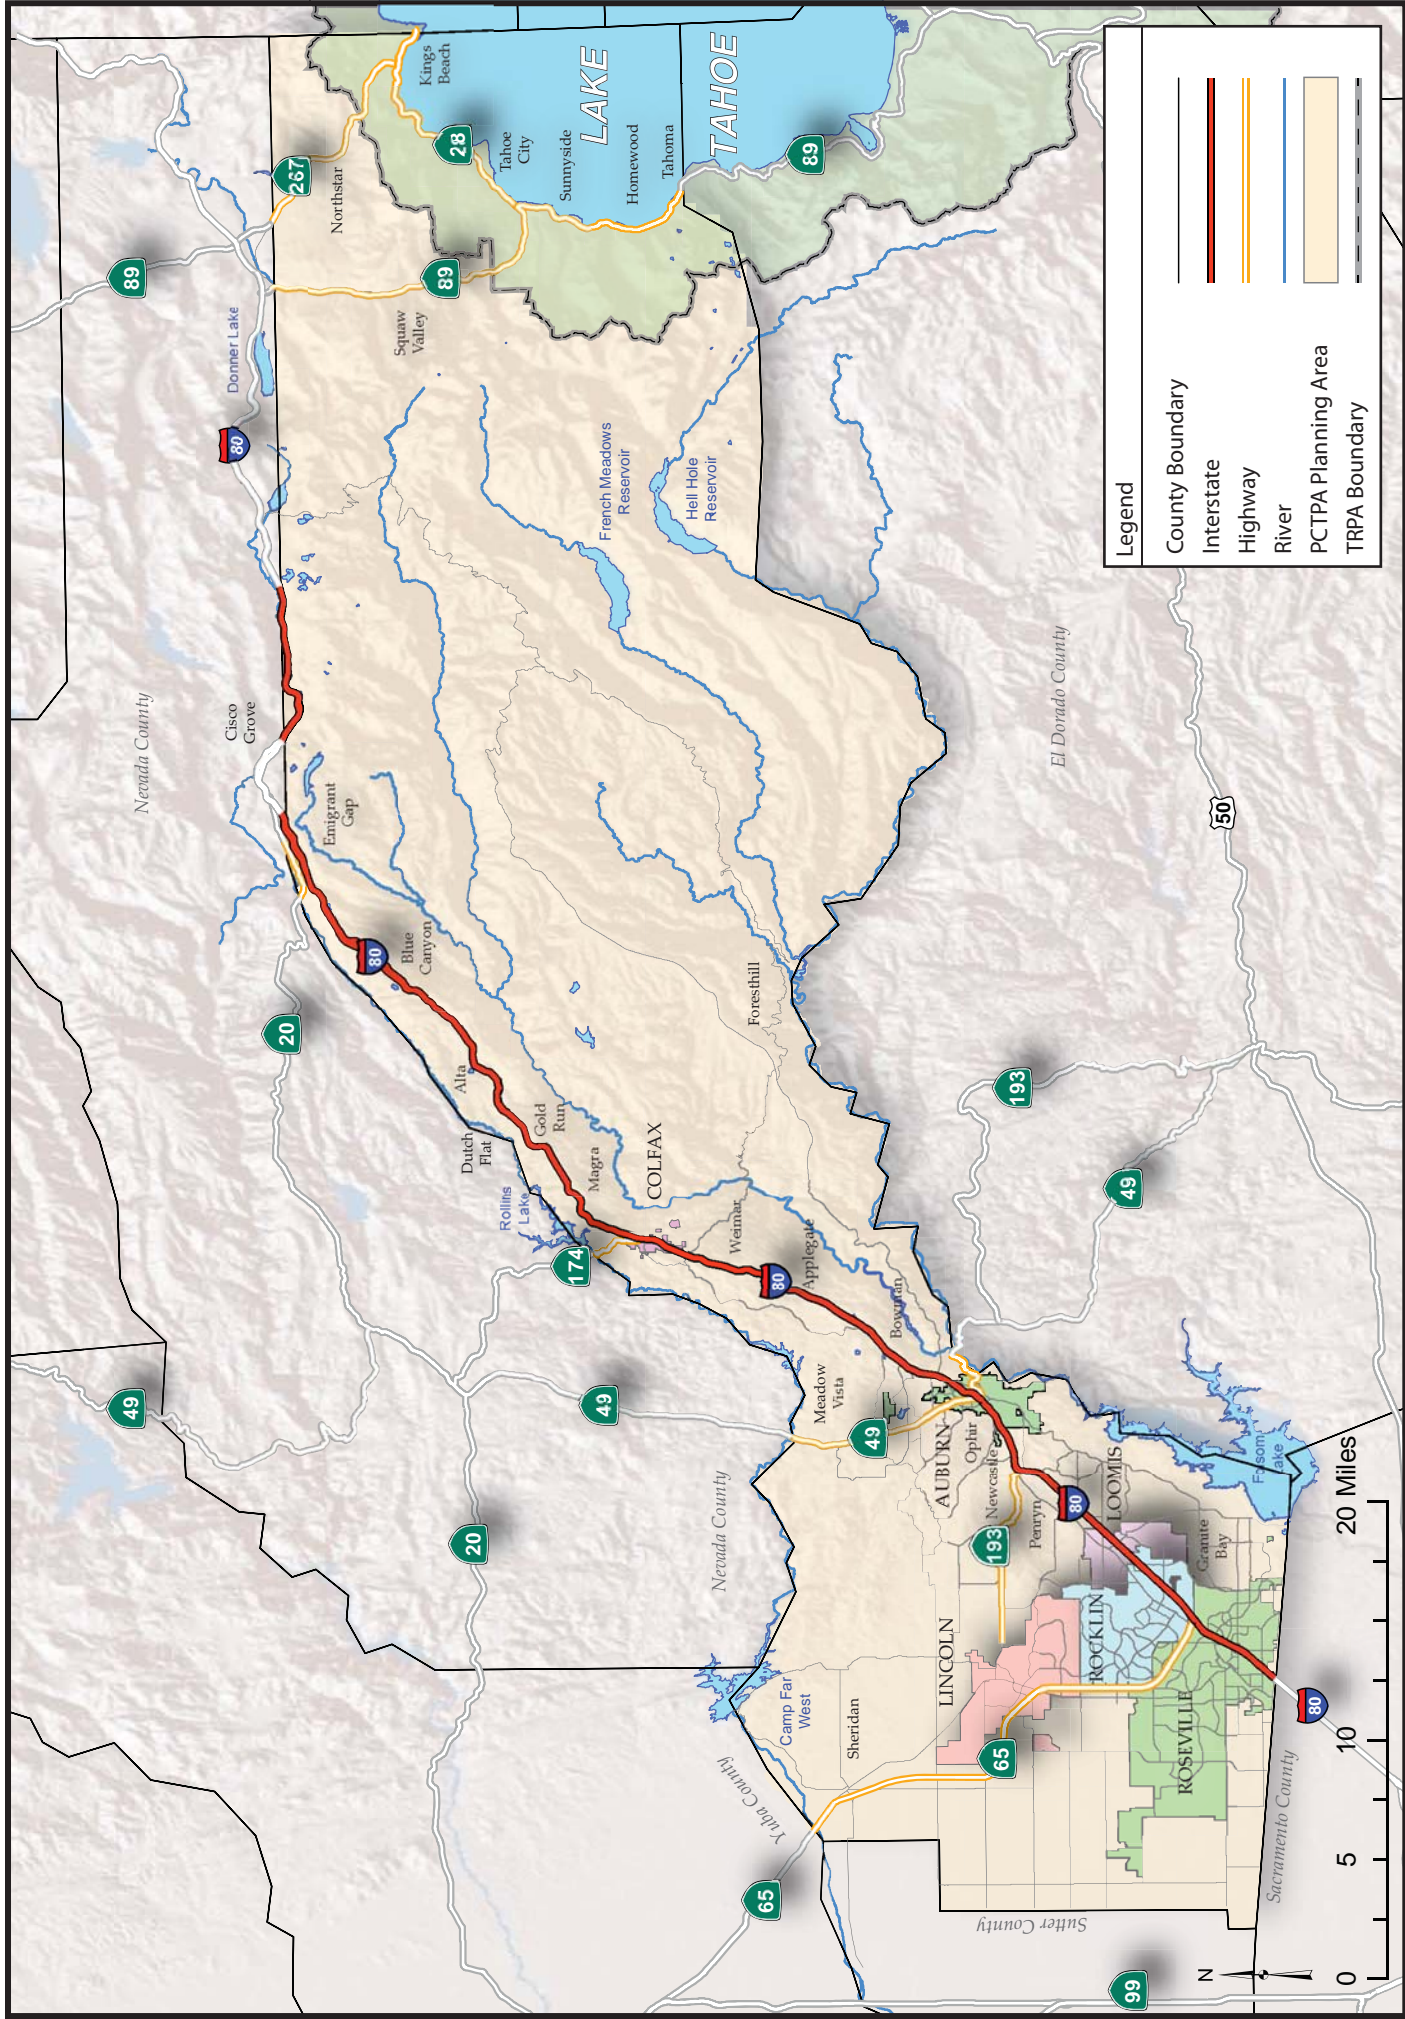 Nevada County
Cisco
Grove
80
Donner Lake
89
267
Northstar
Kings
Beach
28
LAKE
TAHOE
Tahoe
City
Sunnyside
Homewood
Tahoma
89
89
Squaw
Valley
French Meadows
Reservoir
Hell Hole
Reservoir
Emigrant
Gap
20
80
Blue
Canyon
Alta
Dutch
Flat
Gold
Run
Magra
Rollins
Lake
174
COLFAX
Foresthill
Weimar
80
Applegate
Bowman
El Dorado County
50
193
49
49
49
20
Nevada County
Meadow
Vista
49
AUBURN
Ophir
Newcastle
193
Penryn
80
LOOMIS
Folsom
Lake
Granite
Bay
Camp Far
West
Yuba County
Sheridan
LINCOLN
ROCKLIN
65
65
ROSEVILLE
80
Sutter County
Sacramento County
99
N
0
5
10
20 Miles
Legend
County Boundary
Interstate
Highway
River
PCTPA Planning Area
TRPA Boundary